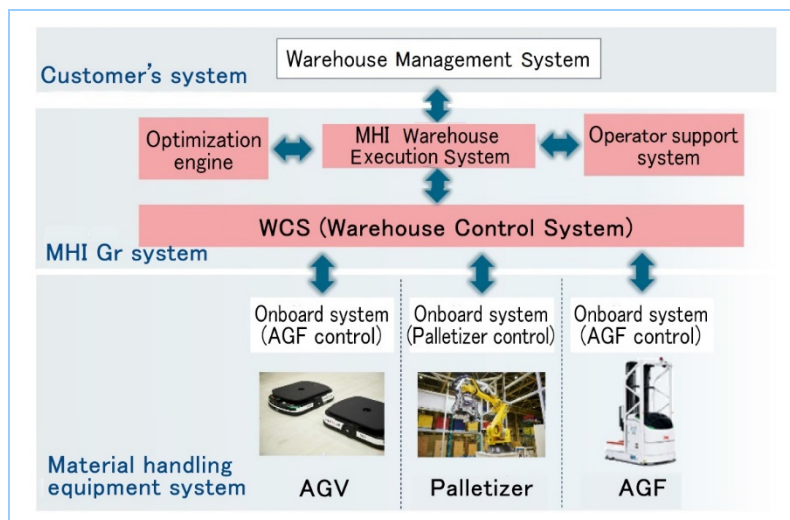 Customer's system
Warehouse Management System
Optimization
engine
MHI Warehouse
Execution System
Operator support
system
WCS (Warehouse Control System)
MHI Gr system
Onboard system
(AGF control)
Onboard system
(Palletizer control)
Onboard system
(AGF control)
Material handling
equipment system
AGV
Palletizer
AGF